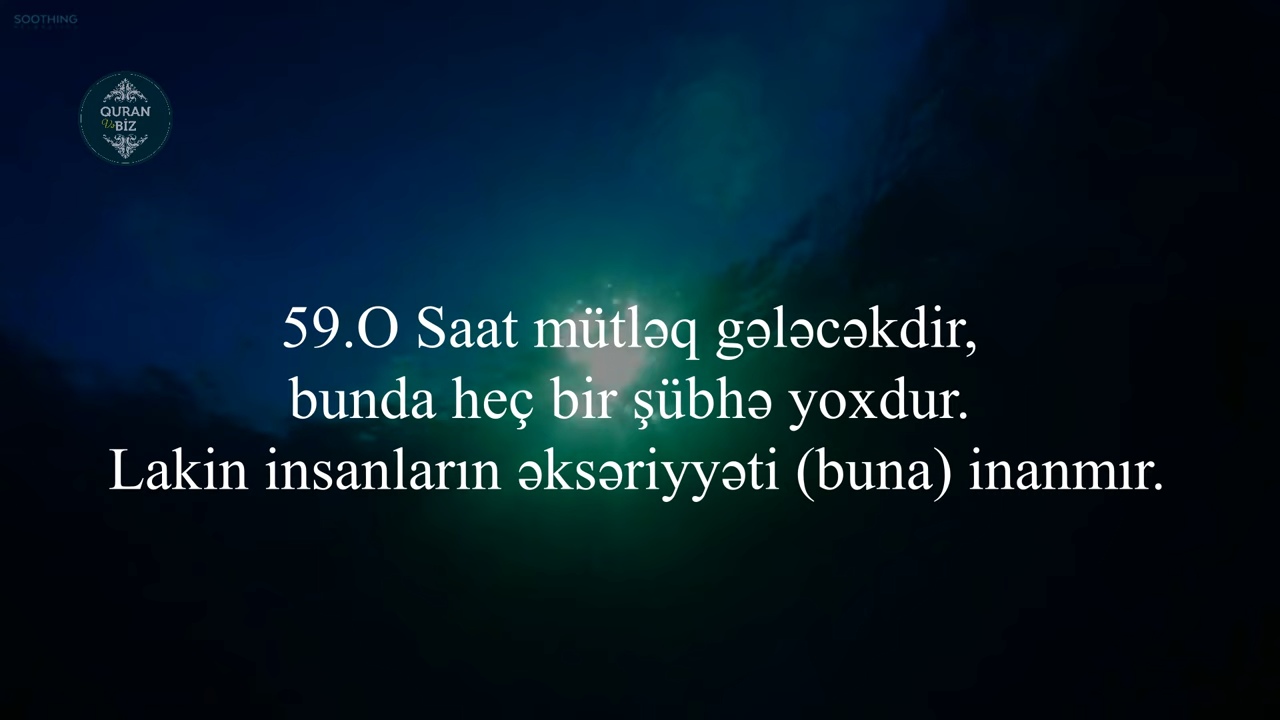 SOOTHING
QURAN
Və BİZ
59.O Saat mütləq gələcəkdir,
bunda heç bir şübhə yoxdur.
Lakin insanların əksəriyyəti (buna) inanmır.